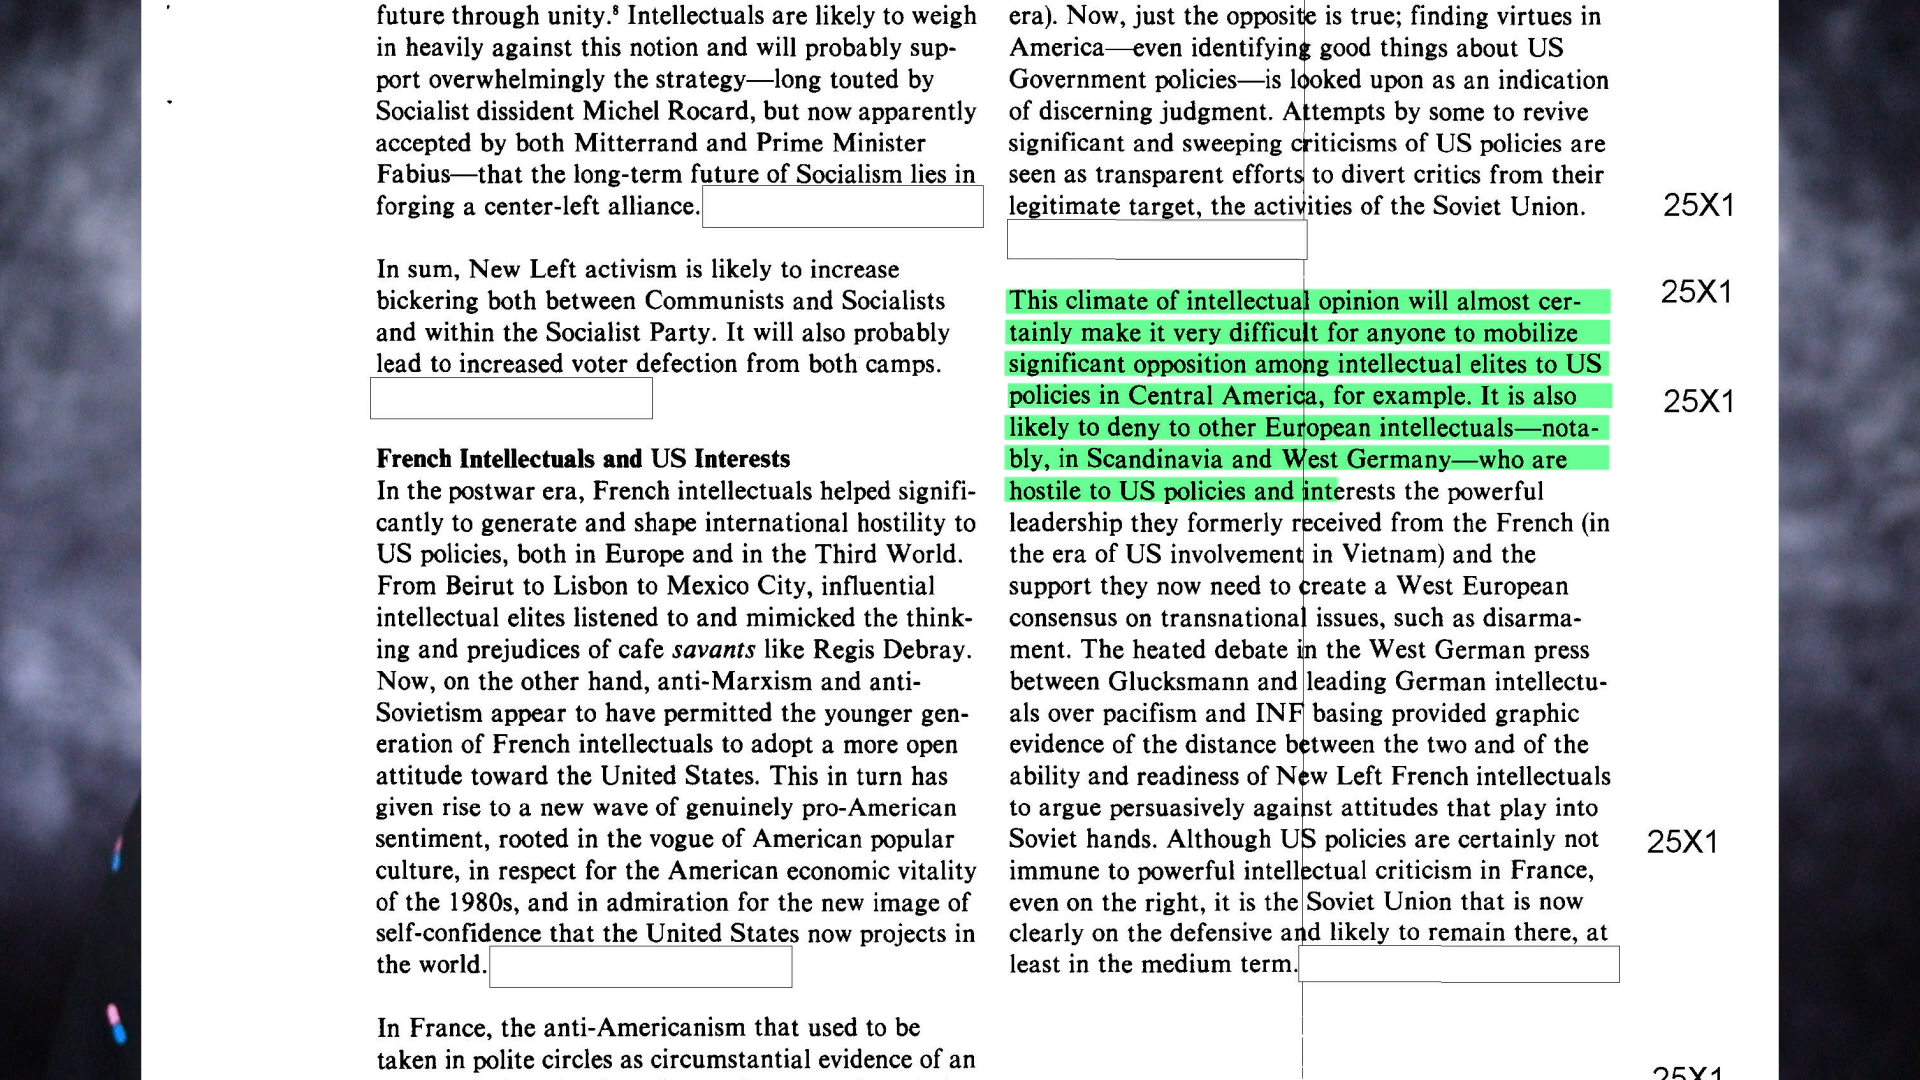 future through unity.⁸ Intellectuals are likely to weigh
in heavily against this notion and will probably sup-
port overwhelmingly the strategy—long touted by
Socialist dissident Michel Rocard, but now apparently
accepted by both Mitterrand and Prime Minister
Fabius—that the long-term future of Socialism lies in
forging a center-left alliance.
In sum, New Left activism is likely to increase
bickering both between Communists and Socialists
and within the Socialist Party. It will also probably
lead to increased voter defection from both camps.
French Intellectuals and US Interests
In the postwar era, French intellectuals helped signifi-
cantly to generate and shape international hostility to
US policies, both in Europe and in the Third World.
From Beirut to Lisbon to Mexico City, influential
intellectual elites listened to and mimicked the think-
ing and prejudices of cafe savants like Regis Debray.
Now, on the other hand, anti-Marxism and anti-
Sovietism appear to have permitted the younger gen-
eration of French intellectuals to adopt a more open
attitude toward the United States. This in turn has
given rise to a new wave of genuinely pro-American
sentiment, rooted in the vogue of American popular
culture, in respect for the American economic vitality
of the 1980s, and in admiration for the new image of
self-confidence that the United States now projects in
the world.
In France, the anti-Americanism that used to be
taken in polite circles as circumstantial evidence of an
era). Now, just the opposite is true; finding virtues in
America—even identifying good things about US
Government policies—is looked upon as an indication
of discerning judgment. Attempts by some to revive
significant and sweeping criticisms of US policies are
seen as transparent efforts to divert critics from their
legitimate target, the activities of the Soviet Union.
This climate of intellectual opinion will almost cer-
tainly make it very difficult for anyone to mobilize
significant opposition among intellectual elites to US
policies in Central America, for example. It is also
likely to deny to other European intellectuals—nota-
bly, in Scandinavia and West Germany—who are
hostile to US policies and interests the powerful
leadership they formerly received from the French (in
the era of US involvement in Vietnam) and the
support they now need to create a West European
consensus on transnational issues, such as disarma-
ment. The heated debate in the West German press
between Glucksmann and leading German intellectu-
als over pacifism and INF basing provided graphic
evidence of the distance between the two and of the
ability and readiness of New Left French intellectuals
to argue persuasively against attitudes that play into
Soviet hands. Although US policies are certainly not
immune to powerful intellectual criticism in France,
even on the right, it is the Soviet Union that is now
clearly on the defensive and likely to remain there, at
least in the medium term.
25X1
25X1
25X1
25X1
25X1